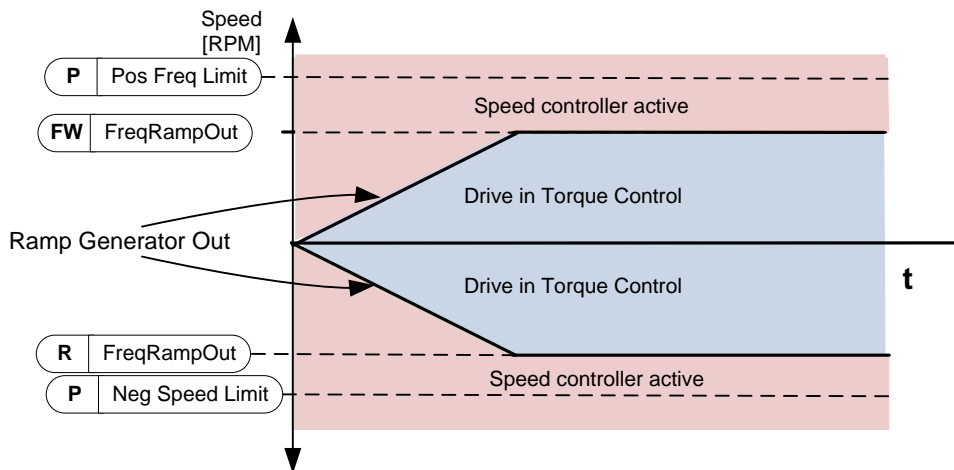 Speed
[RPM]
P Pos Freq Limit
Speed controller active
FW FreqRampOut
Drive in Torque Control
Ramp Generator Out
t
Drive in Torque Control
R FreqRampOut
Speed controller active
P Neg Speed Limit